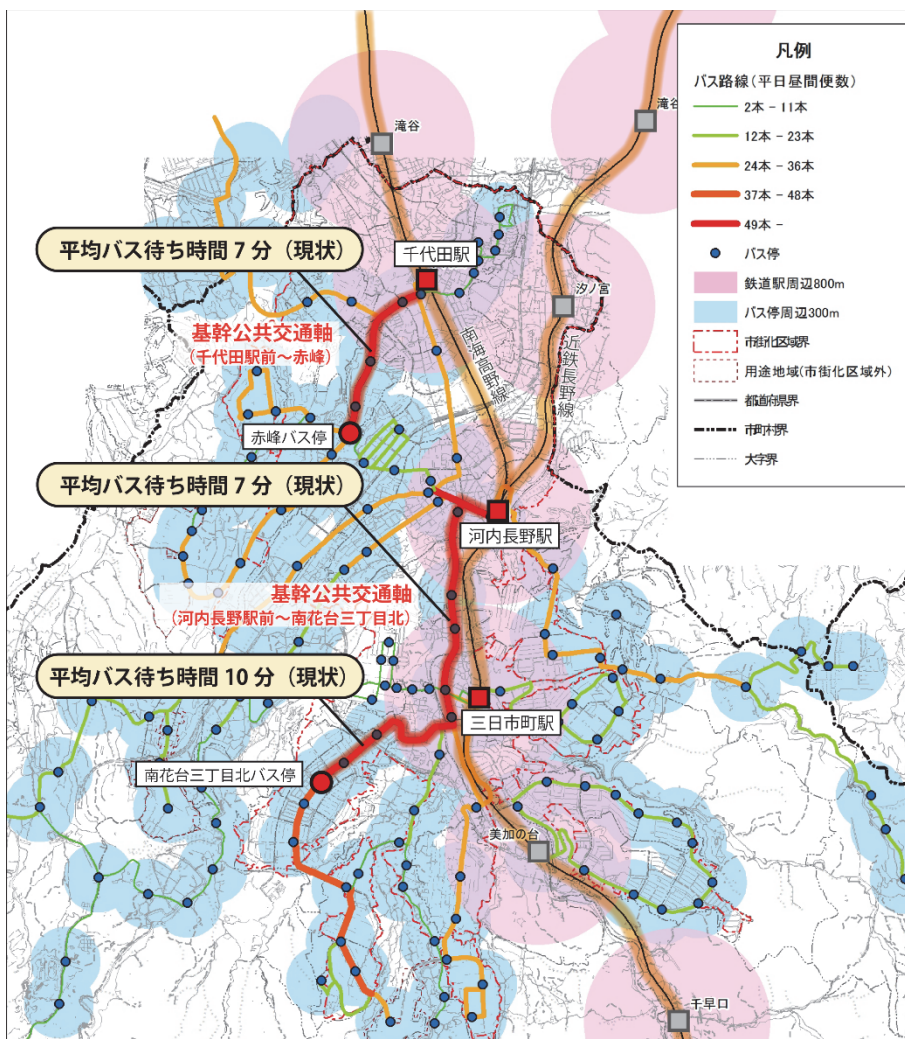 凡例
バス路線（平日昼間便数）
2本 - 11本
12本 - 23本
24本 - 36本
37本 - 48本
49本 -
バス停
鉄道駅周辺800m
バス停周辺300m
市街化区域界
用途地域（市街化区域外）
都道府県界
市町村界
大字界
滝谷
滝谷
平均バス待ち時間 7 分（現状）
千代田駅
汐ノ宮
基幹公共交通軸
（千代田駅前～赤峰）
南海高野線
近鉄長野線
赤峰バス停
平均バス待ち時間 7 分（現状）
河内長野駅
基幹公共交通軸
（河内長野駅前～南花台三丁目北）
平均バス待ち時間 10 分（現状）
三日市町駅
南花台三丁目北バス停
美加の台
千早口